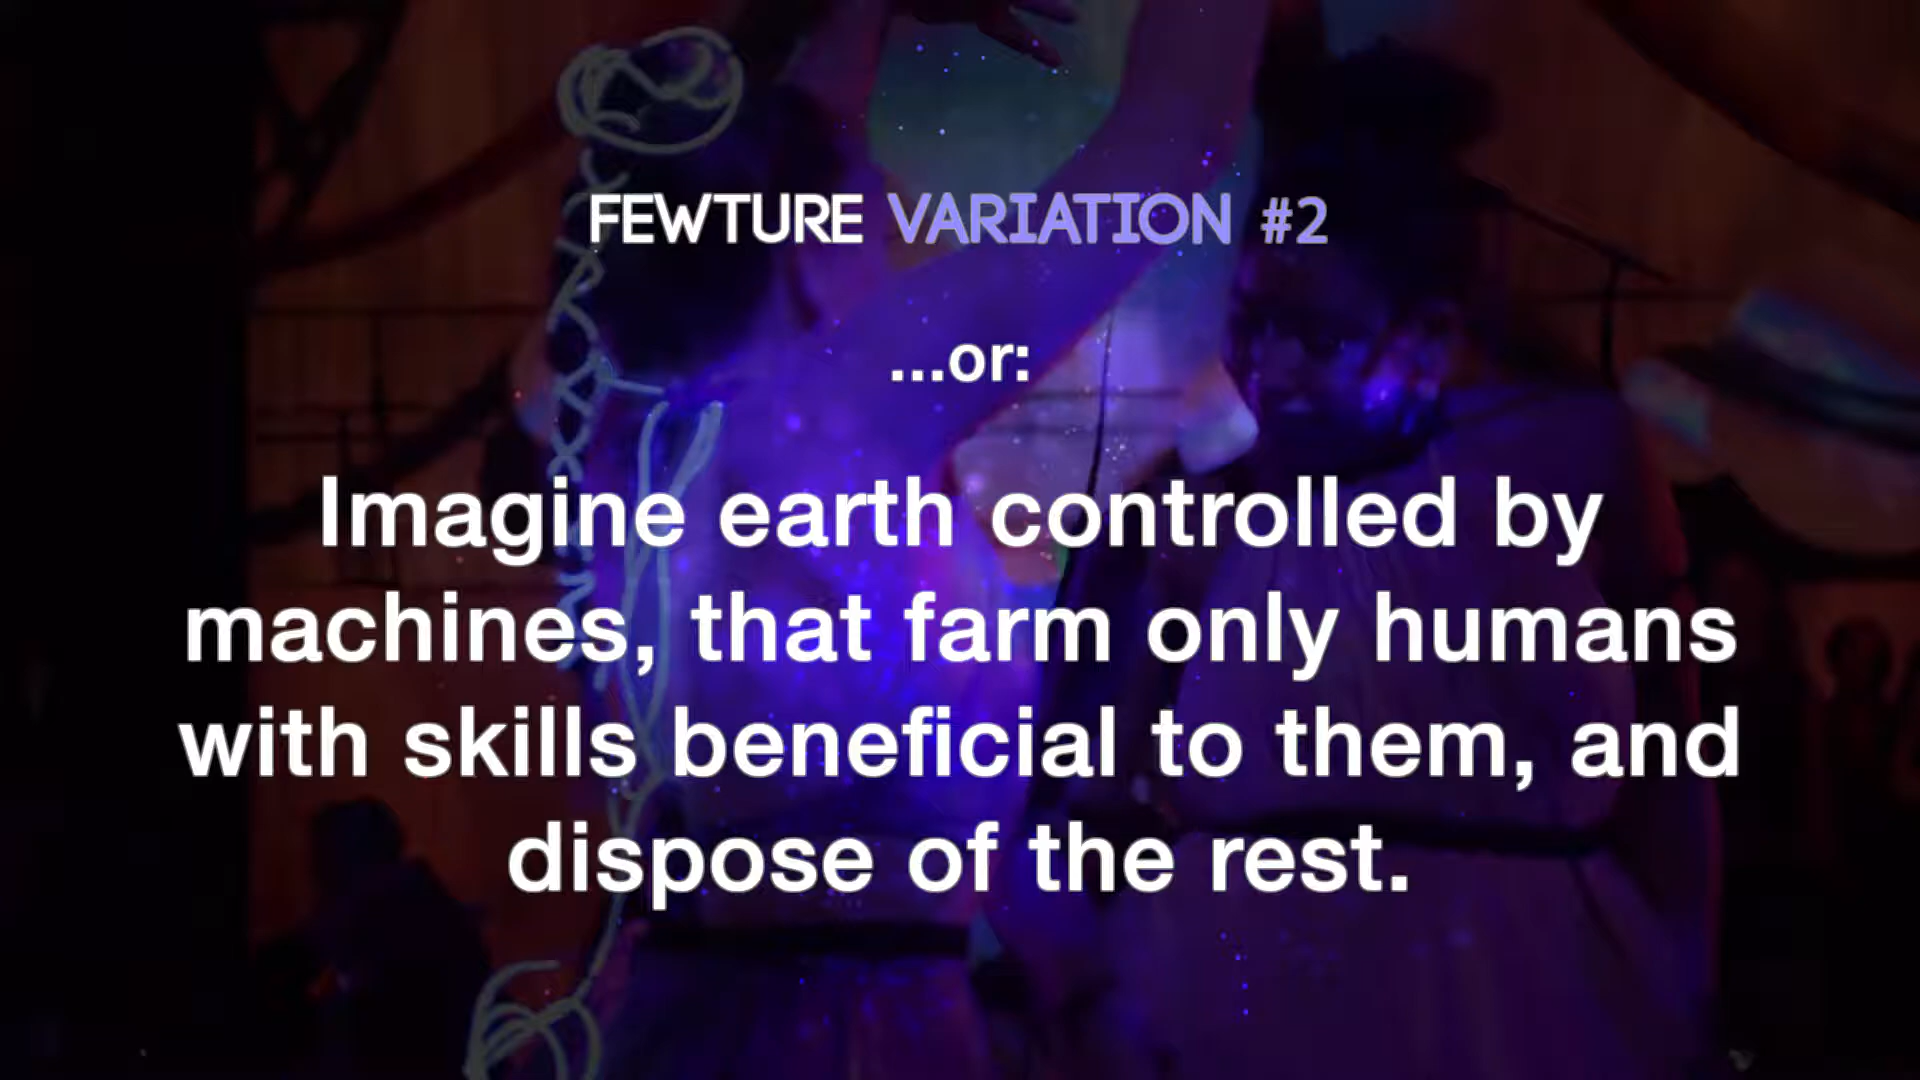 FEWTURE VARIATION #2
...or:
Imagine earth controlled by
machines, that farm only humans
with skills beneficial to them, and
dispose of the rest.